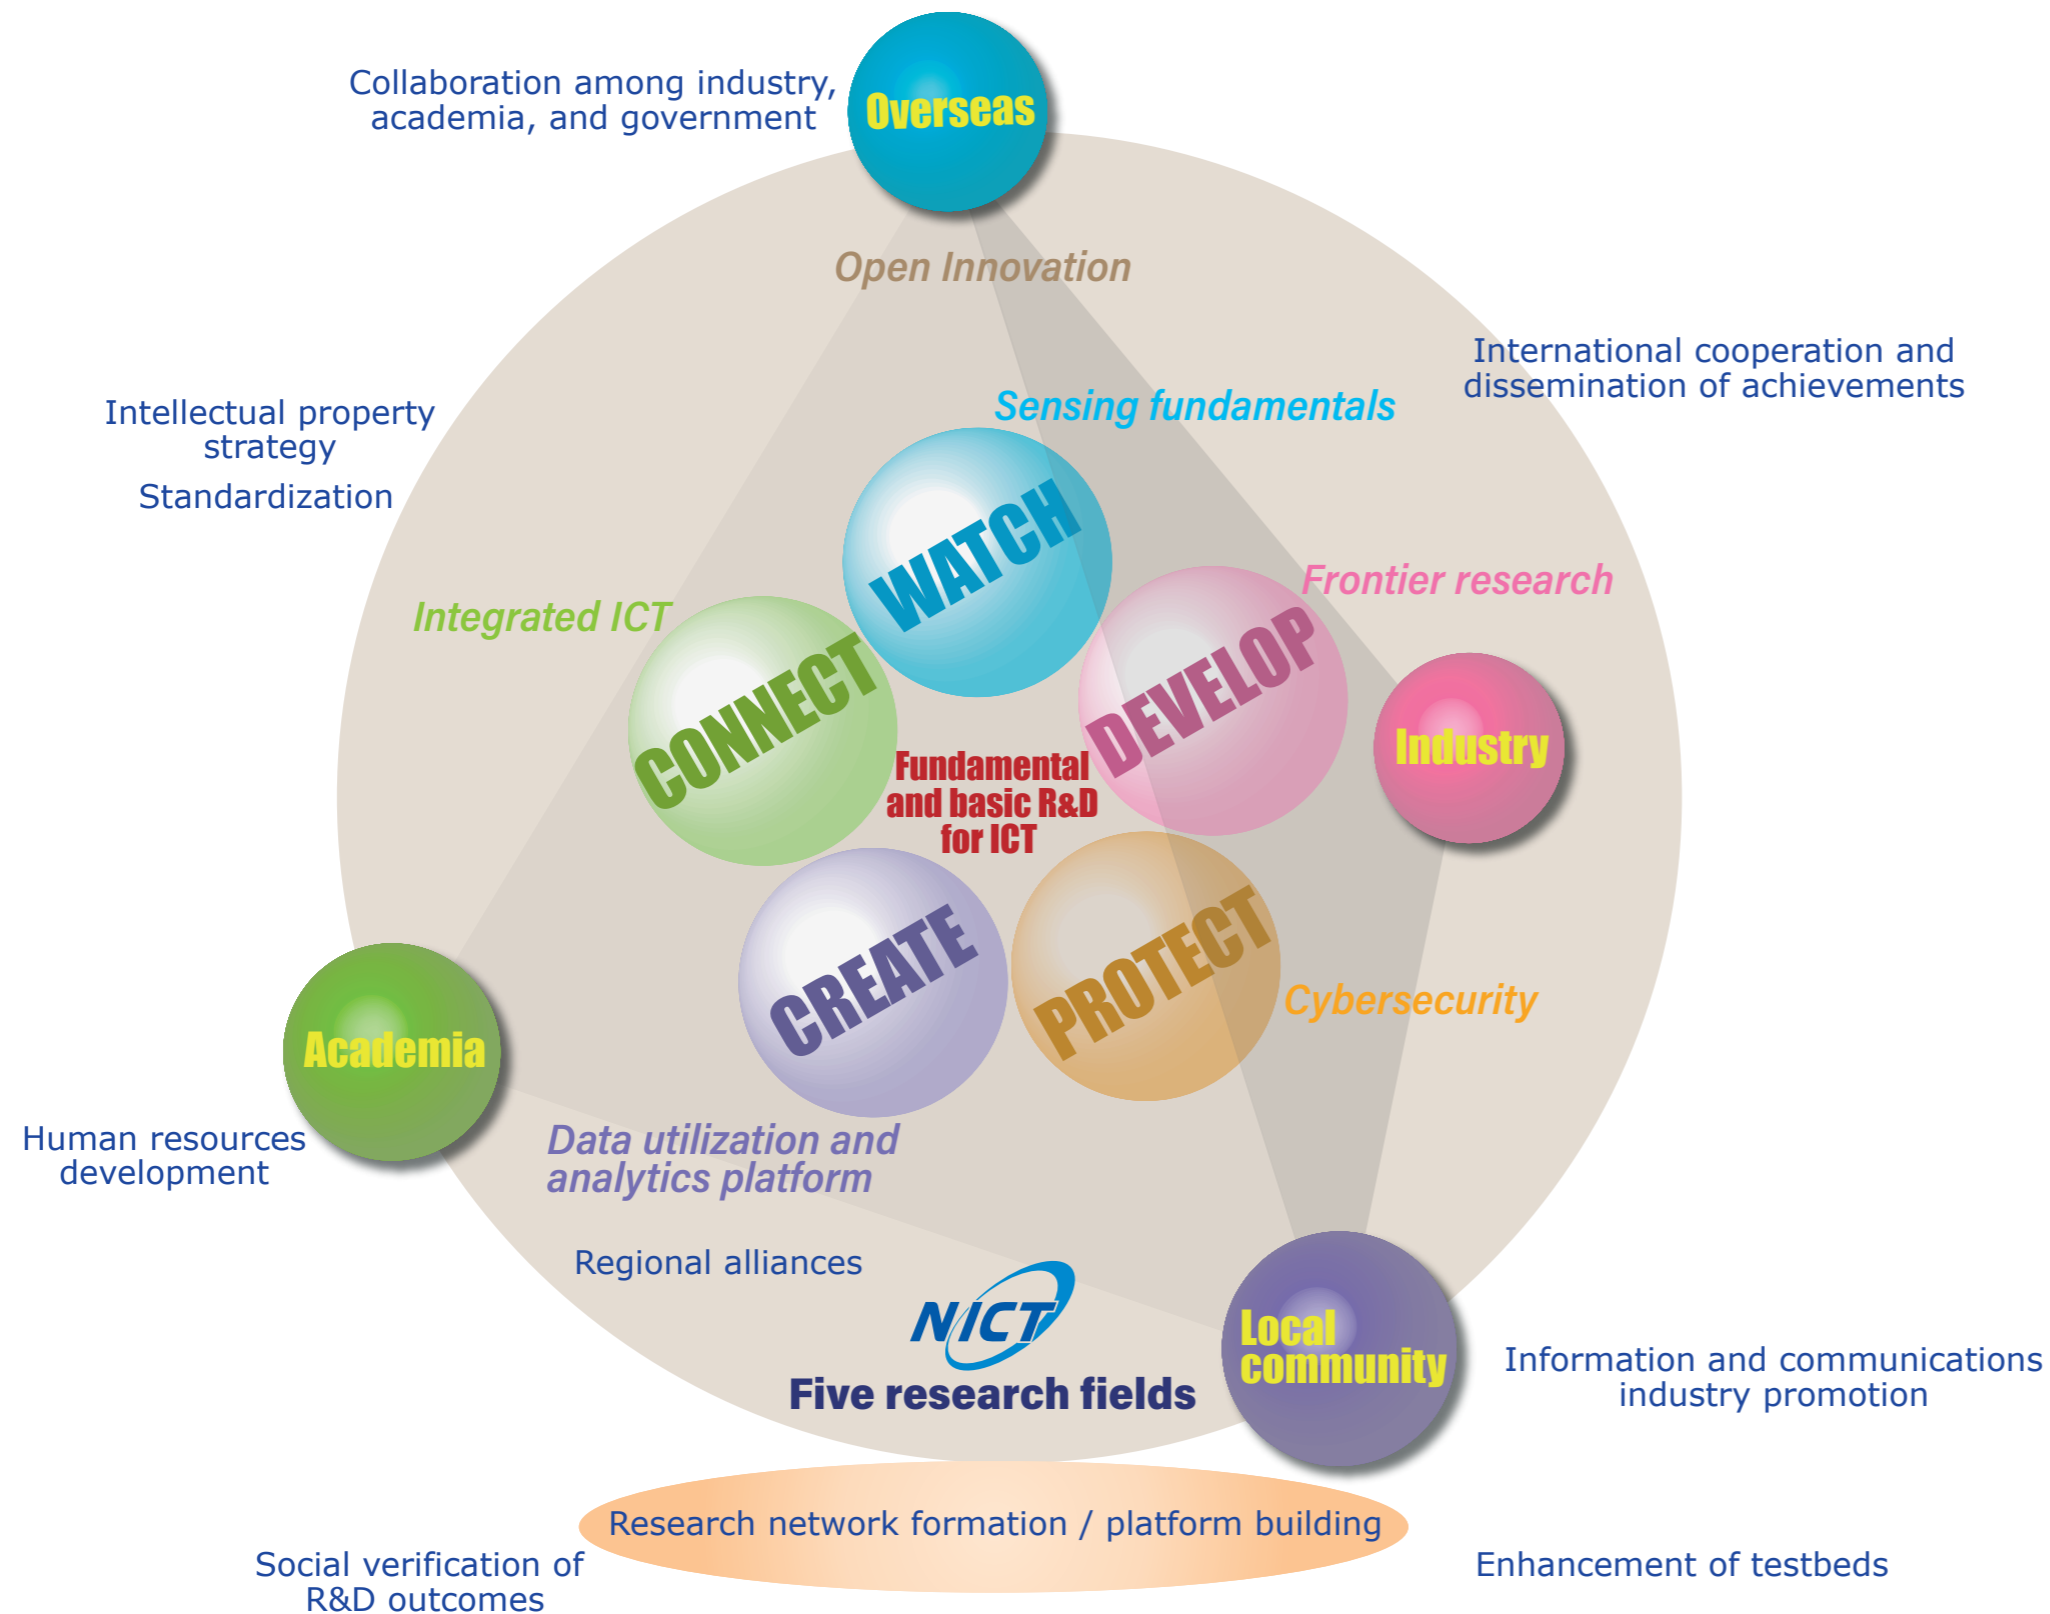 Collaboration among industry,
academia, and government
Overseas
Open Innovation
International cooperation and
dissemination of achievements
Intellectual property
strategy
Standardization
Sensing fundamentals
WATCH
Integrated ICT
CONNECT
Frontier research
DEVELOP
Industry
Fundamental
and basic R&D
for ICT
CREATE
PROTECT
Cybersecurity
Academia
Human resources
development
Data utilization and
analytics platform
Regional alliances
NICT
Five research fields
Local
community
Information and communications
industry promotion
Research network formation / platform building
Social verification of
R&D outcomes
Enhancement of testbeds